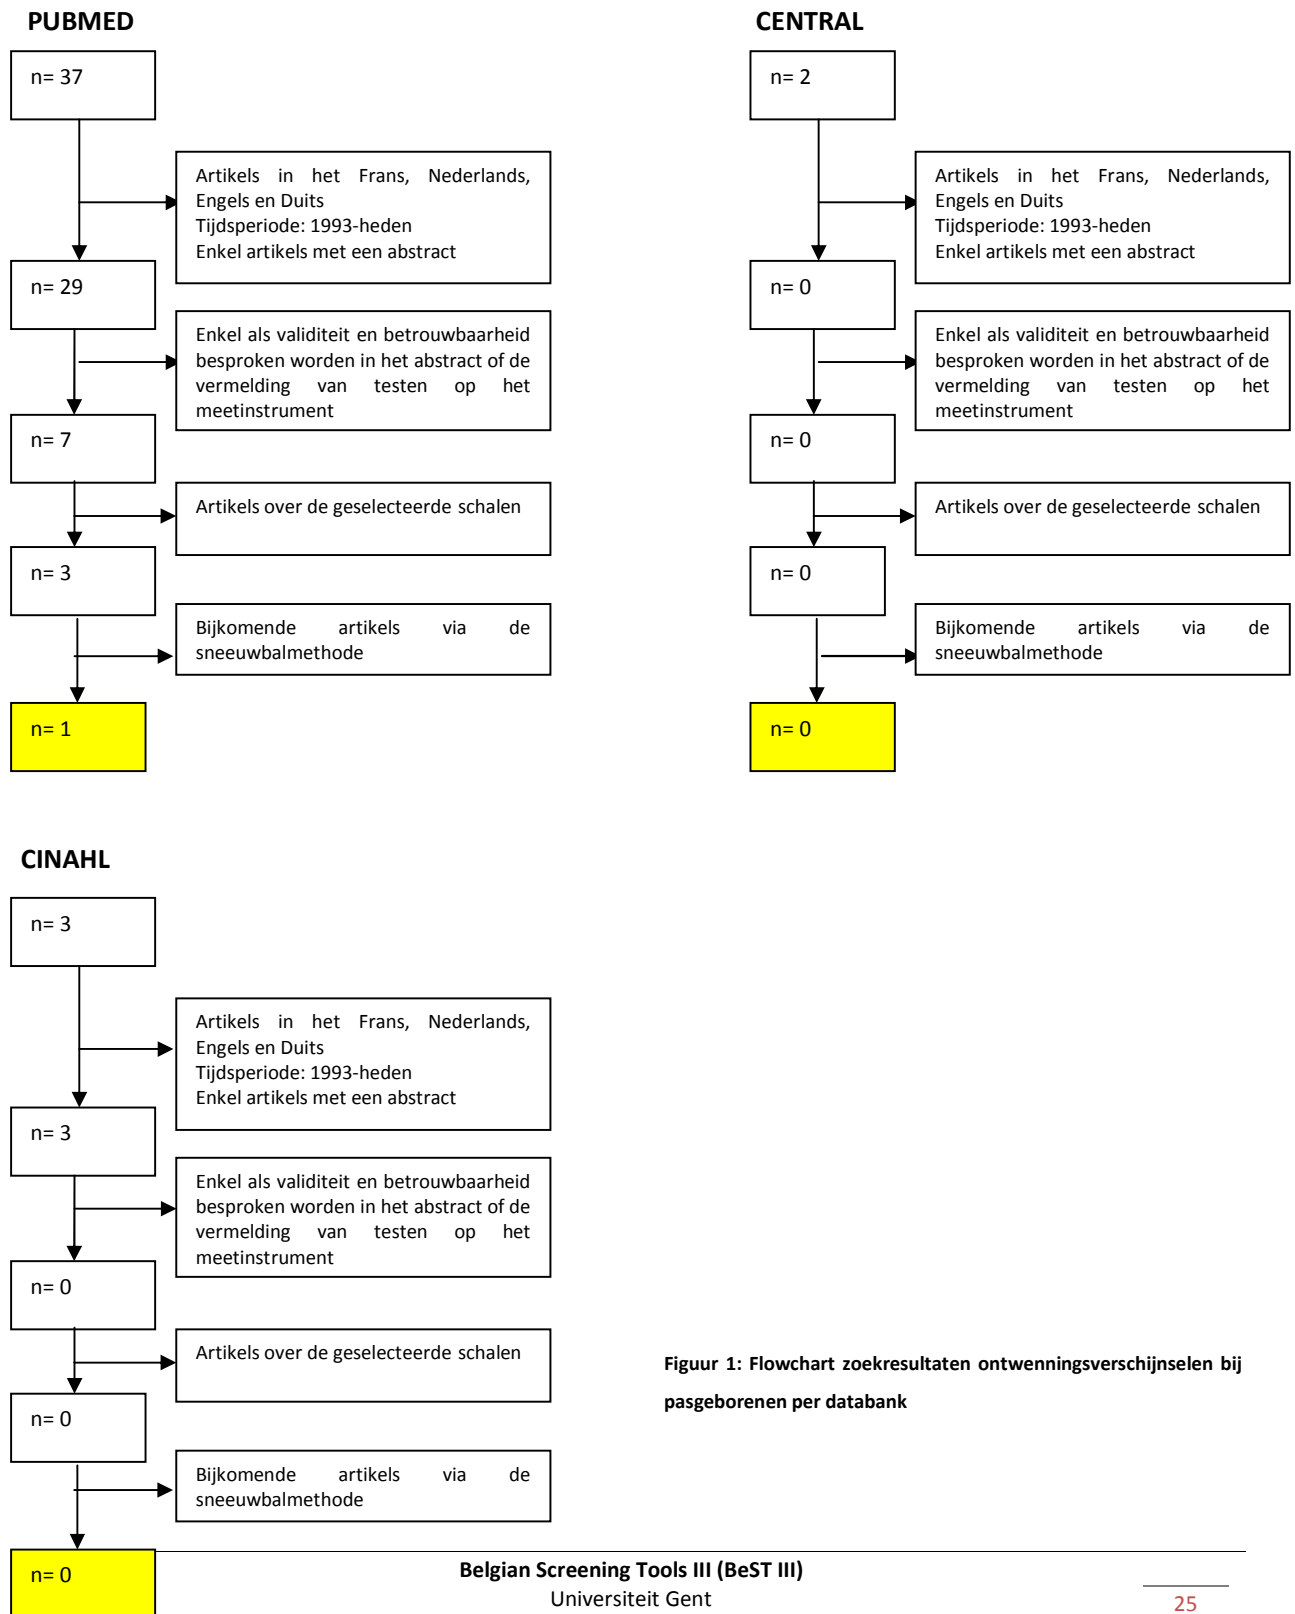 PUBMED
n= 37
Artikels in het Frans, Nederlands,
Engels en Duits
Tijdsperiode: 1993-heden
Enkel artikels met een abstract
n= 29
Enkel als validiteit en betrouwbaarheid
besproken worden in het abstract of de
vermelding van testen op het
meetinstrument
n= 7
Artikels over de geselecteerde schalen
n= 3
Bijkomende artikels via de
sneeuwbalmethode
n= 1
CENTRAL
n= 2
Artikels in het Frans, Nederlands,
Engels en Duits
Tijdsperiode: 1993-heden
Enkel artikels met een abstract
n= 0
Enkel als validiteit en betrouwbaarheid
besproken worden in het abstract of de
vermelding van testen op het
meetinstrument
n= 0
Artikels over de geselecteerde schalen
n= 0
Bijkomende artikels via de
sneeuwbalmethode
n= 0
CINAHL
n= 3
Artikels in het Frans, Nederlands,
Engels en Duits
Tijdsperiode: 1993-heden
Enkel artikels met een abstract
n= 3
Enkel als validiteit en betrouwbaarheid
besproken worden in het abstract of de
vermelding van testen op het
meetinstrument
n= 0
Artikels over de geselecteerde schalen
n= 0
Bijkomende artikels via de
sneeuwbalmethode
n= 0
Figuur 1: Flowchart zoekresultaten ontwenningsverschijnselen bij
pasgeborenen per databank
Belgian Screening Tools III (BeST III)
Universiteit Gent
25